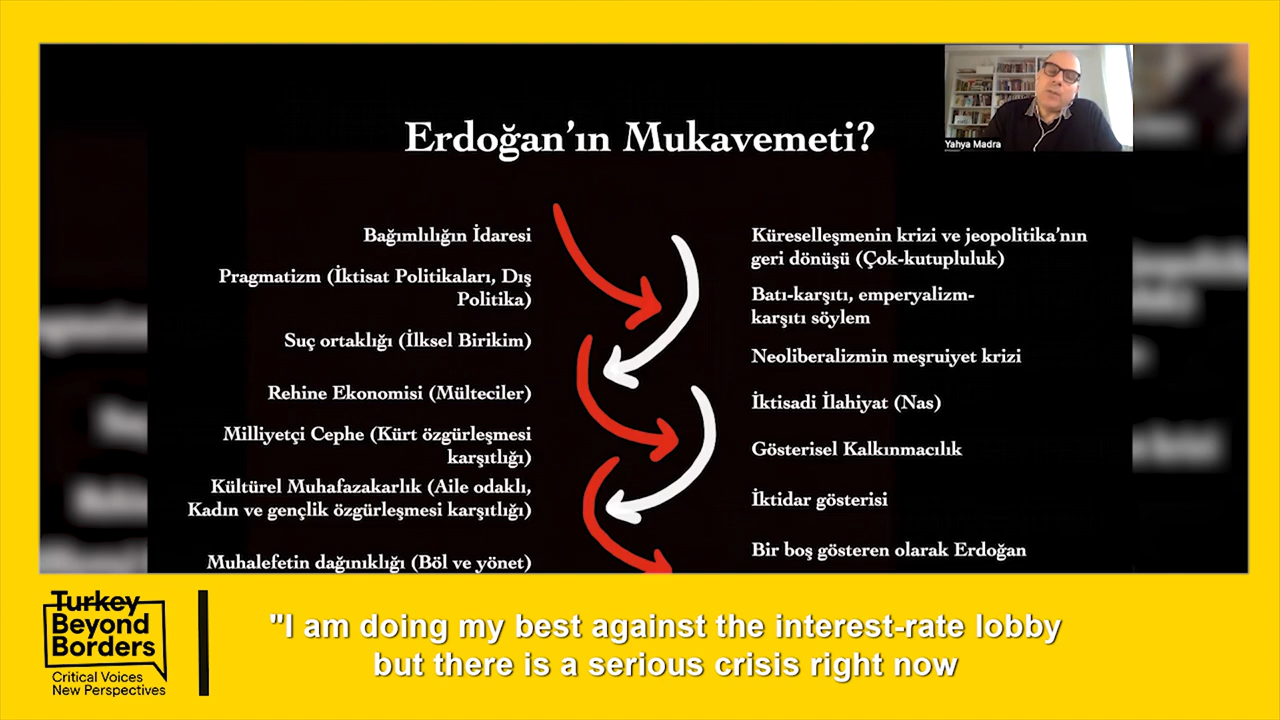 Erdoğan'ın Mukavemeti?
Yahya Madra
Bağımlılığın İdaresi
Pragmatizm (İktisat Politikaları, Dış
Politika)
Suç ortaklığı (İlksel Birikim)
Rehine Ekonomisi (Mülteciler)
Milliyetçi Cephe (Kürt özgürleşmesi
karşıtlığı)
Kültürel Muhafazakarlık (Aile odaklı,
Kadın ve gençlik özgürleşmesi karşıtlığı)
Muhalefetin dağınıklığı (Böl ve yönet)
Küreselleşmenin krizi ve jeopolitika'nın
geri dönüşü (Çok-kutupluluk)
Batı-karşıtı, emperyalizm-
karşıtı söylem
Neoliberalizmin meşruiyet krizi
İktisadi İlahiyat (Nas)
Gösterisel Kalkınmacılık
İktidar gösterisi
Bir boş gösteren olarak Erdoğan
Turkey
Beyond
Borders
Critical Voices
New Perspectives
"I am doing my best against the interest-rate lobby
but there is a serious crisis right now